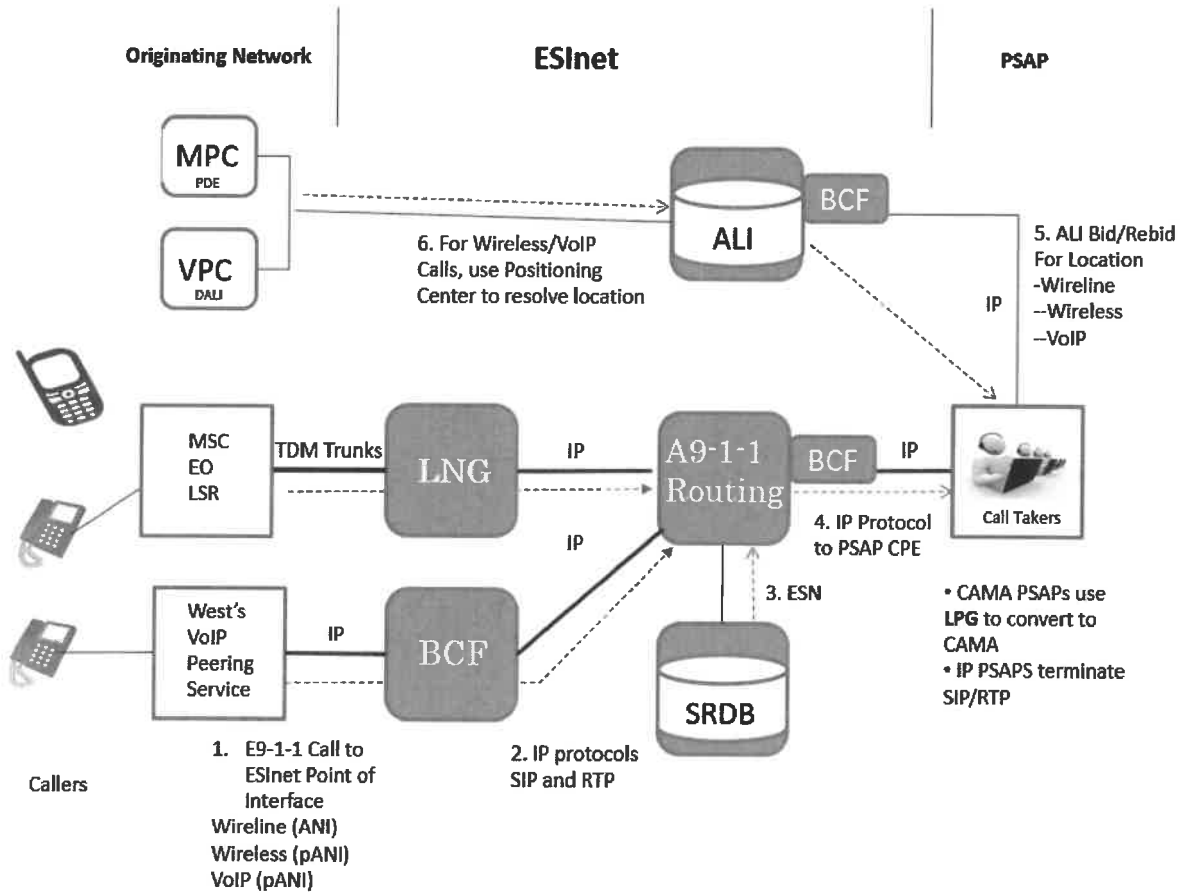 Originating Network
ESInet
PSAP
MPC
PDE
VPC
DALI
6. For Wireless/VoIP
Calls, use Positioning
Center to resolve location
ALI
BCF
5. ALI Bid/Rebid
For Location
-Wireline
--Wireless
--VoIP
IP
MSC
EO
LSR
TDM Trunks
LNG
IP
A9-1-1
Routing
BCF
IP
Call Takers
4. IP Protocol
to PSAP CPE
IP
3. ESN
West's
VoIP
Peering
Service
IP
BCF
SRDB
• CAMA PSAPs use
LPG to convert to
CAMA
• IP PSAPS terminate
SIP/RTP
Callers
1. E9-1-1 Call to
ESInet Point of
Interface
Wireline (ANI)
Wireless (pANI)
VoIP (pANI)
2. IP protocols
SIP and RTP